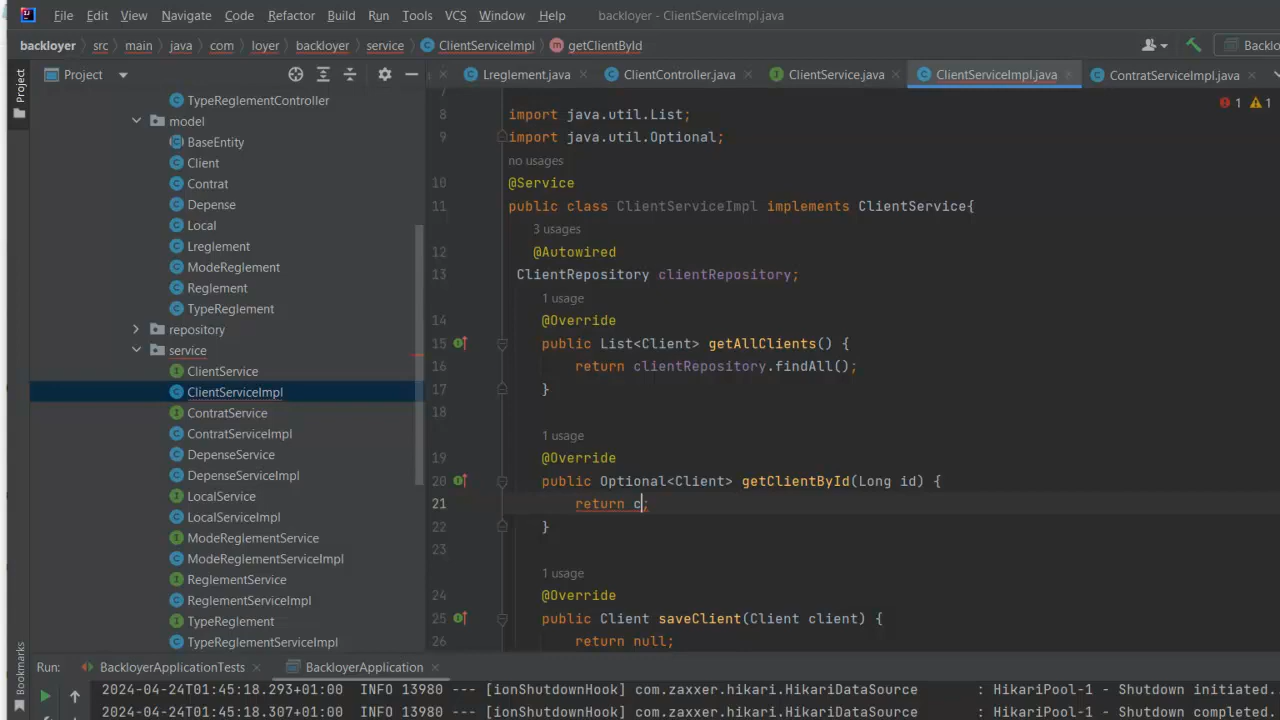 File Edit View Navigate Code Refactor Build Run Tools VCS Window Help backloyer - ClientServiceImpl.java
backloyer src main java com loyer backloyer service ClientServiceImpl getClientById Backlo
Project
Project
Lreglement.java ClientController.java ClientService.java ClientServiceImpl.java ContratServiceImpl.java
TypeReglementController
model
BaseEntity
Client
Contrat
Depense
Local
Lreglement
ModeReglement
Reglement
TypeReglement
repository
service
ClientService
ClientServiceImpl
ContratService
ContratServiceImpl
DepenseService
DepenseServiceImpl
LocalService
LocalServiceImpl
ModeReglementService
ModeReglementServiceImpl
ReglementService
ReglementServiceImpl
TypeReglement
TypeReglementServiceImpl
1 1
7
8 import java.util.List;
9 import java.util.Optional;
no usages
10 @Service
11 public class ClientServiceImpl implements ClientService{
3 usages
12 @Autowired
13 ClientRepository clientRepository;
1 usage
14 @Override
15 public List<Client> getAllClients() {
16 return clientRepository.findAll();
17 }
18
1 usage
19 @Override
20 public Optional<Client> getClientById(Long id) {
21 return c;
22 }
23
1 usage
24 @Override
25 public Client saveClient(Client client) {
26 return null;
Bookmarks
Run: BackloyerApplicationTests BackloyerApplication
2024-04-24T01:45:18.293+01:00 INFO 13980 --- [ionShutdownHook] com.zaxxer.hikari.HikariDataSource : HikariPool-1 - Shutdown initiated.
2024-04-24T01:45:18.307+01:00 INFO 13980 --- [ionShutdownHook] com.zaxxer.hikari.HikariDataSource : HikariPool-1 - Shutdown completed.